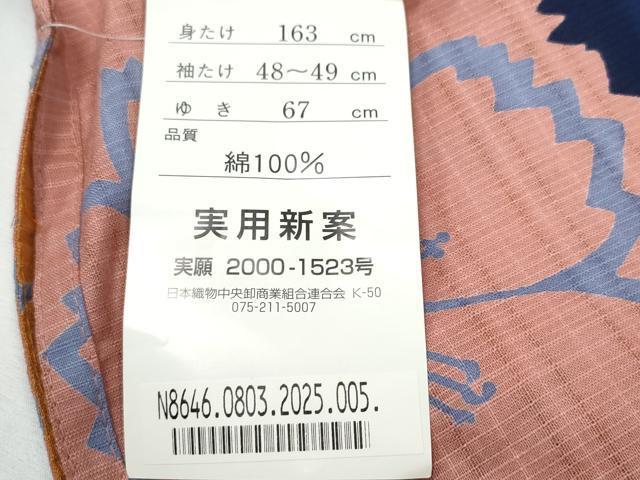 身たけ 163 cm
袖たけ 48～49 cm
ゆき 67 cm
品質
綿100％
実用新案
実願 2000-1523号
日本織物中央卸商業組合連合会 K-50
075-211-5007
N8646.0803.2025.005.